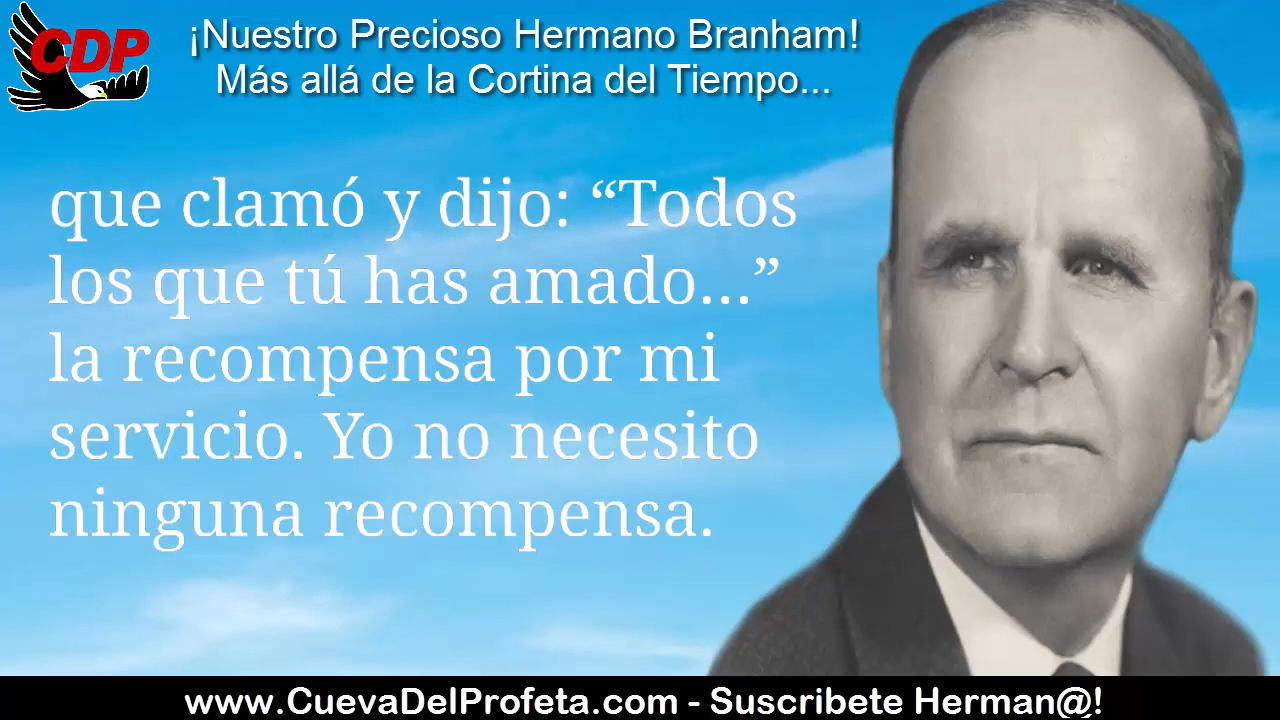 CDP
¡Nuestro Precioso Hermano Branham!
Más allá de la Cortina del Tiempo...
que clamó y dijo: “Todos
los que tú has amado...”
la recompensa por mi
servicio. Yo no necesito
ninguna recompensa.
www.CuevaDelProfeta.com - Suscribete Herman@!